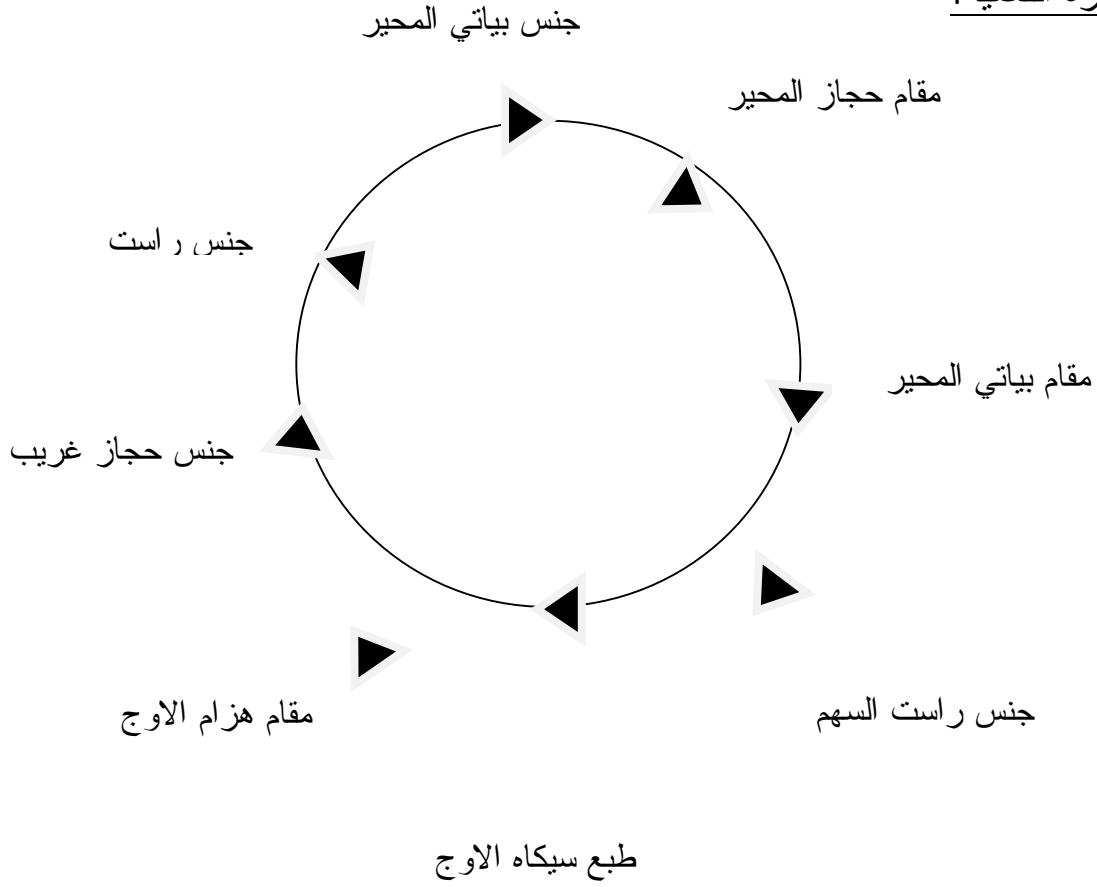 جنس بياتي المحير
مقام حجاز المحير
جنس راست
مقام بياتي المحير
جنس حجاز غريب
جنس راست السهم
مقام هزام الاوج
طبع سيكاه الاوج